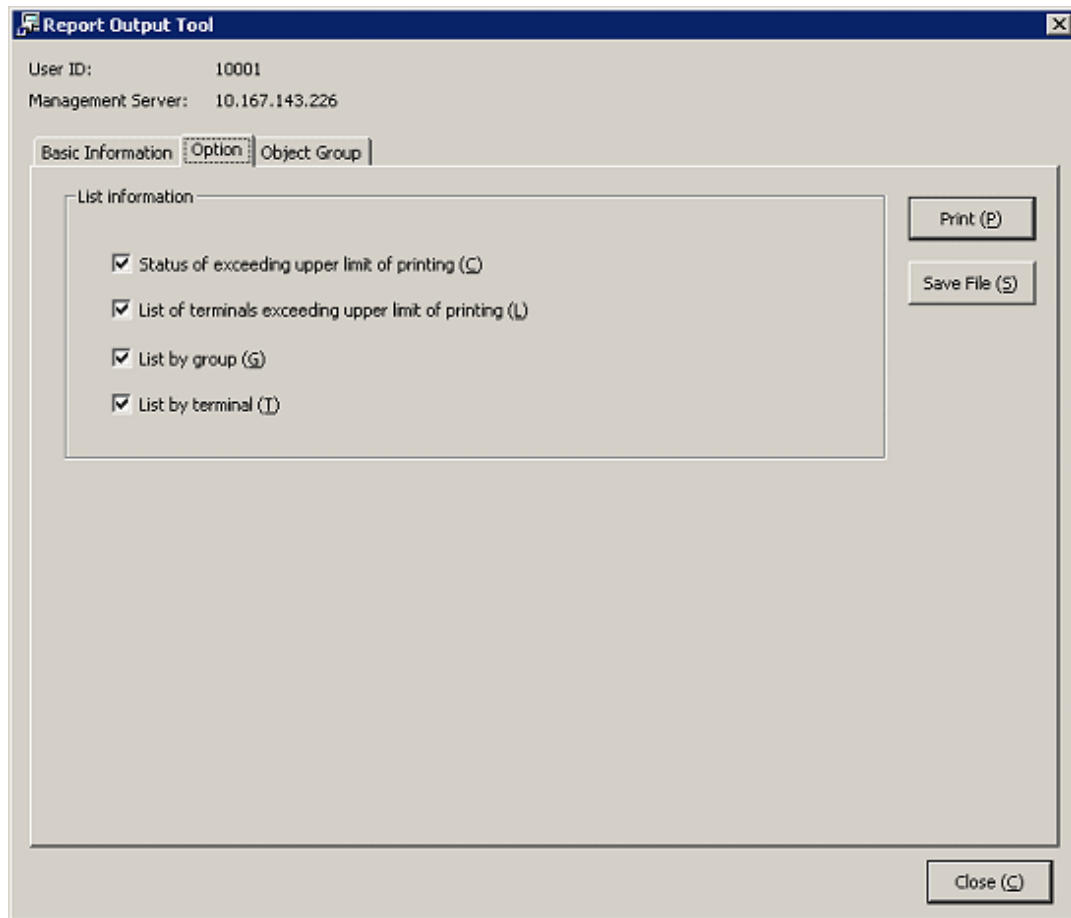 Report Output Tool
User ID: 10001
Management Server: 10.167.143.226
Basic Information Option Object Group
List information
Print (P)
Status of exceeding upper limit of printing (C)
Save File (S)
List of terminals exceeding upper limit of printing (L)
List by group (G)
List by terminal (T)
Close (C)